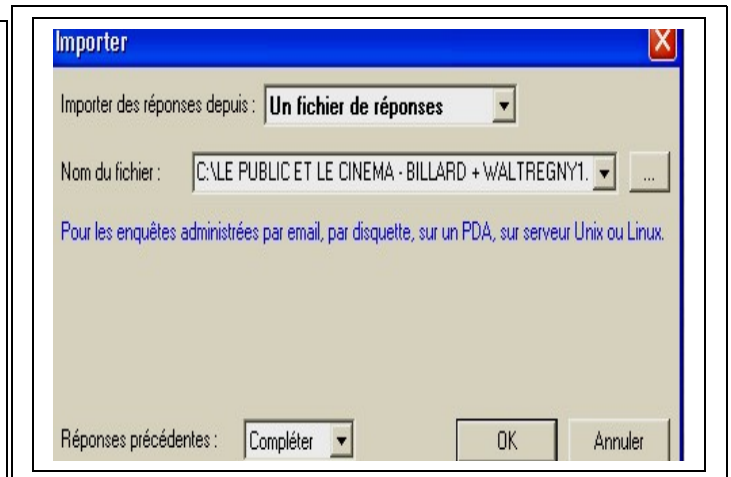 Importer
Importer des réponses depuis : Un fichier de réponses
Nom du fichier : C:\LE PUBLIC ET LE CINEMA - BILLARD + WALTREGNY1. ...
Pour les enquêtes administrées par email, par disquette, sur un PDA, sur serveur Unix ou Linux.
Réponses précédentes : Compléter OK Annuler